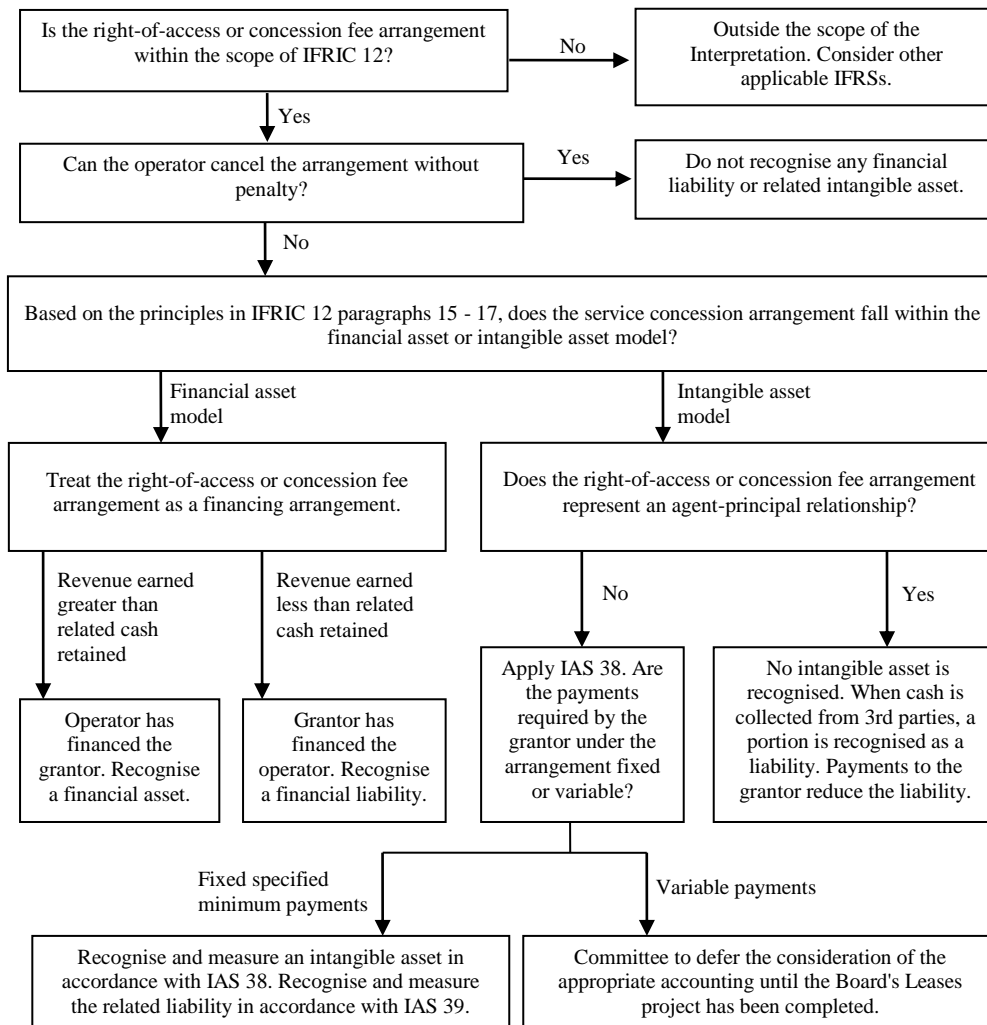 Is the right-of-access or concession fee arrangement
within the scope of IFRIC 12?
No
Outside the scope of the
Interpretation. Consider other
applicable IFRSs.
Yes
Can the operator cancel the arrangement without
penalty?
Yes
Do not recognise any financial
liability or related intangible asset.
No
Based on the principles in IFRIC 12 paragraphs 15 - 17, does the service concession arrangement fall within the
financial asset or intangible asset model?
Financial asset
model
Intangible asset
model
Treat the right-of-access or concession fee
arrangement as a financing arrangement.
Does the right-of-access or concession fee arrangement
represent an agent-principal relationship?
Revenue earned
greater than
related cash
retained
Revenue earned
less than related
cash retained
No
Yes
Operator has
financed the
grantor. Recognise
a financial asset.
Grantor has
financed the
operator. Recognise
a financial liability.
Apply IAS 38. Are
the payments
required by the
grantor under the
arrangement fixed
or variable?
No intangible asset is
recognised. When cash is
collected from 3rd parties, a
portion is recognised as a
liability. Payments to the
grantor reduce the liability.
Fixed specified
minimum payments
Variable payments
Recognise and measure an intangible asset in
accordance with IAS 38. Recognise and measure
the related liability in accordance with IAS 39.
Committee to defer the consideration of the
appropriate accounting until the Board's Leases
project has been completed.